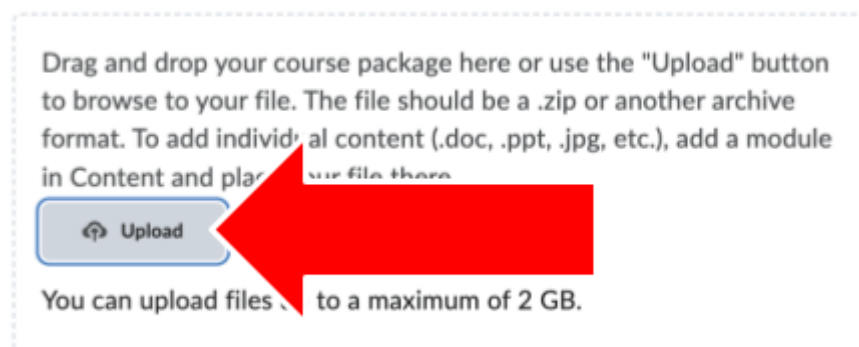 Drag and drop your course package here or use the "Upload" button
to browse to your file. The file should be a .zip or another archive
format. To add individual content (.doc, .ppt, .jpg, etc.), add a module
in Content and place your file there
Upload
You can upload files to a maximum of 2 GB.